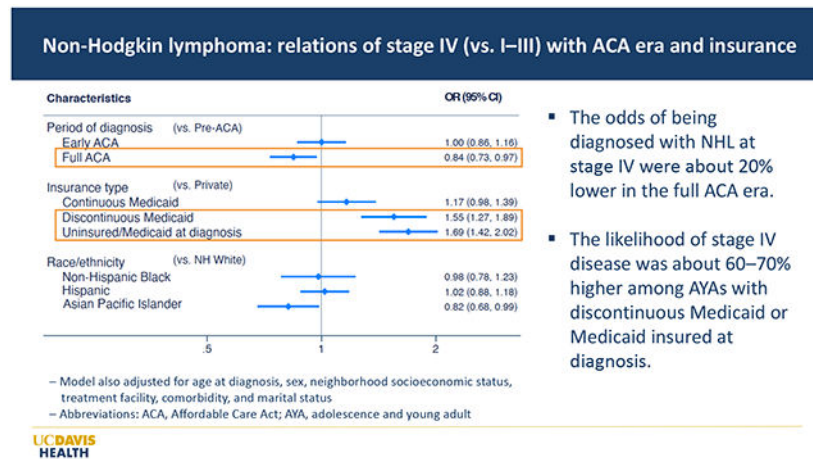 Non-Hodgkin lymphoma: relations of stage IV (vs. I–III) with ACA era and insurance
Characteristics OR (95% CI)
Period of diagnosis (vs. Pre-ACA)
Early ACA 1.00 (0.86, 1.16)
Full ACA 0.84 (0.73, 0.97)
Insurance type (vs. Private)
Continuous Medicaid 1.17 (0.98, 1.39)
Discontinuous Medicaid 1.55 (1.27, 1.89)
Uninsured/Medicaid at diagnosis 1.69 (1.42, 2.02)
Race/ethnicity (vs. NH White)
Non-Hispanic Black 0.98 (0.78, 1.23)
Hispanic 1.02 (0.88, 1.18)
Asian Pacific Islander 0.82 (0.68, 0.99)
.5 1 2
– Model also adjusted for age at diagnosis, sex, neighborhood socioeconomic status,
treatment facility, comorbidity, and marital status
– Abbreviations: ACA, Affordable Care Act; AYA, adolescence and young adult
▪ The odds of being
diagnosed with NHL at
stage IV were about 20%
lower in the full ACA era.
▪ The likelihood of stage IV
disease was about 60–70%
higher among AYAs with
discontinuous Medicaid or
Medicaid insured at
diagnosis.
UCDAVIS
HEALTH